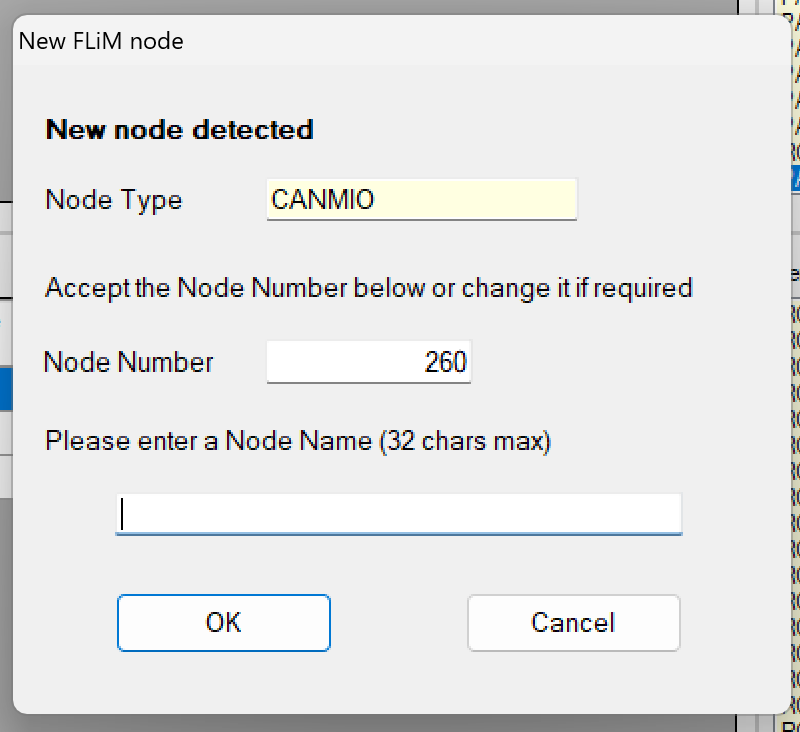 New FLiM node
New node detected
Node Type CANMIO
Accept the Node Number below or change it if required
Node Number 260
Please enter a Node Name (32 chars max)
OK Cancel